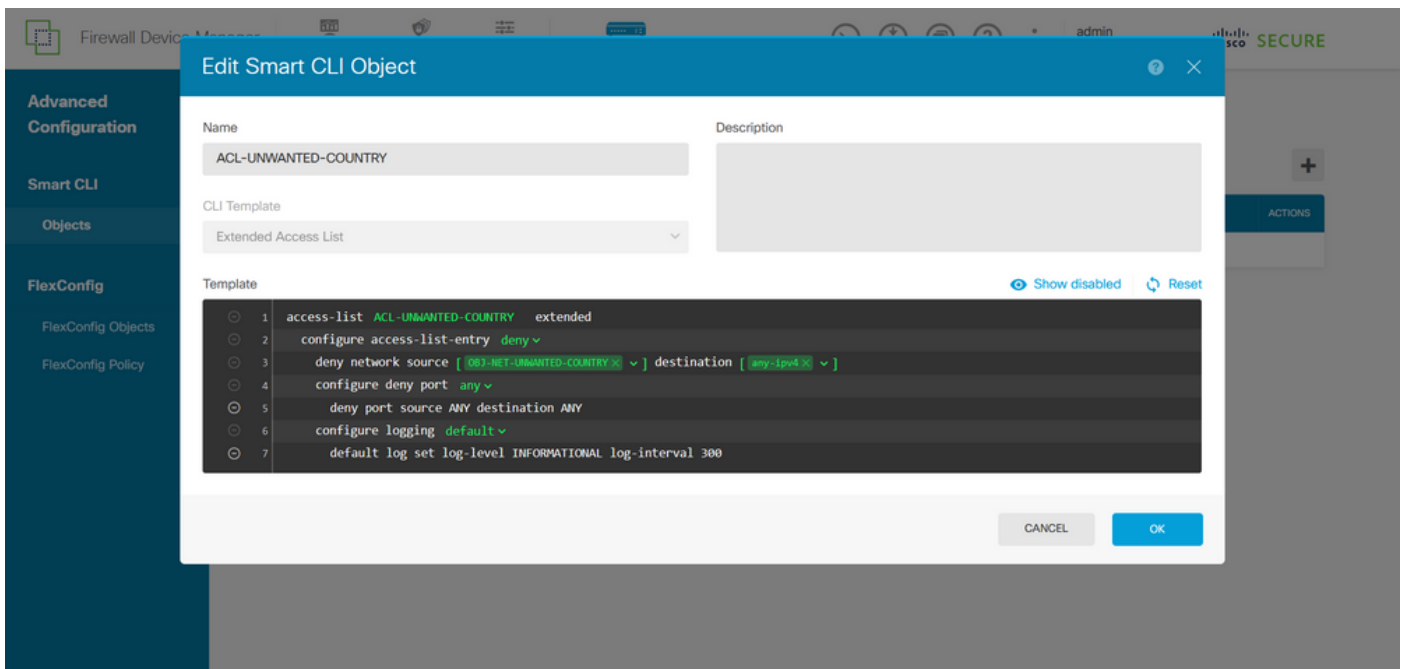 Firewall Device Manager
admin
cisco SECURE
Edit Smart CLI Object
Advanced
Configuration
Smart CLI
Objects
FlexConfig
FlexConfig Objects
FlexConfig Policy
Name
Description
ACL-UNWANTED-COUNTRY
CLI Template
Extended Access List
ACTIONS
Template
Show disabled
Reset
1 access-list ACL-UNWANTED-COUNTRY extended
2 configure access-list-entry deny
3 deny network source [ OBJ-NET-UNWANTED-COUNTRY × ] destination [ any-ipv4 × ]
4 configure deny port any
5 deny port source ANY destination ANY
6 configure logging default
7 default log set log-level INFORMATIONAL log-interval 300
CANCEL
OK